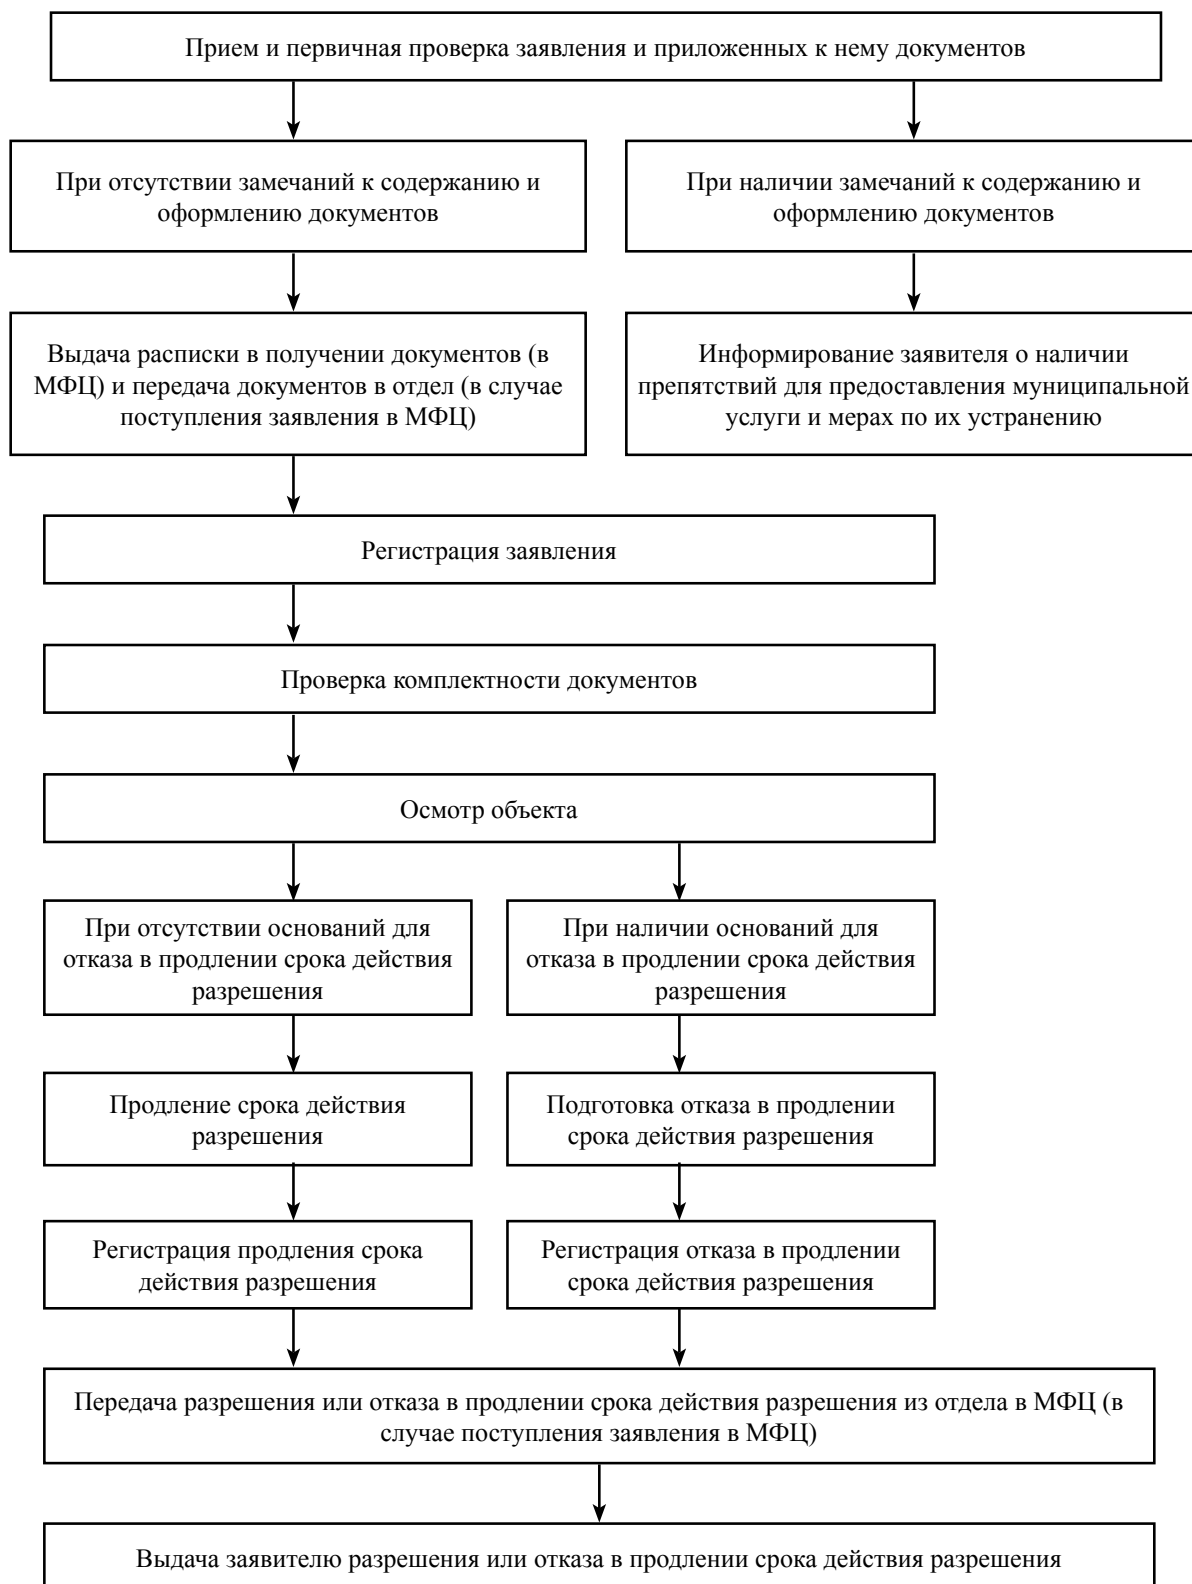 Прием и первичная проверка заявления и приложенных к нему документов
При отсутствии замечаний к содержанию и
оформлению документов
При наличии замечаний к содержанию и
оформлению документов
Выдача расписки в получении документов (в
МФЦ) и передача документов в отдел (в случае
поступления заявления в МФЦ)
Информирование заявителя о наличии
препятствий для предоставления муниципальной
услуги и мерах по их устранению
Регистрация заявления
Проверка комплектности документов
Осмотр объекта
При отсутствии оснований для
отказа в продлении срока действия
разрешения
При наличии оснований для
отказа в продлении срока действия
разрешения
Продление срока действия
разрешения
Подготовка отказа в продлении
срока действия разрешения
Регистрация продления срока
действия разрешения
Регистрация отказа в продлении
срока действия разрешения
Передача разрешения или отказа в продлении срока действия разрешения из отдела в МФЦ (в
случае поступления заявления в МФЦ)
Выдача заявителю разрешения или отказа в продлении срока действия разрешения